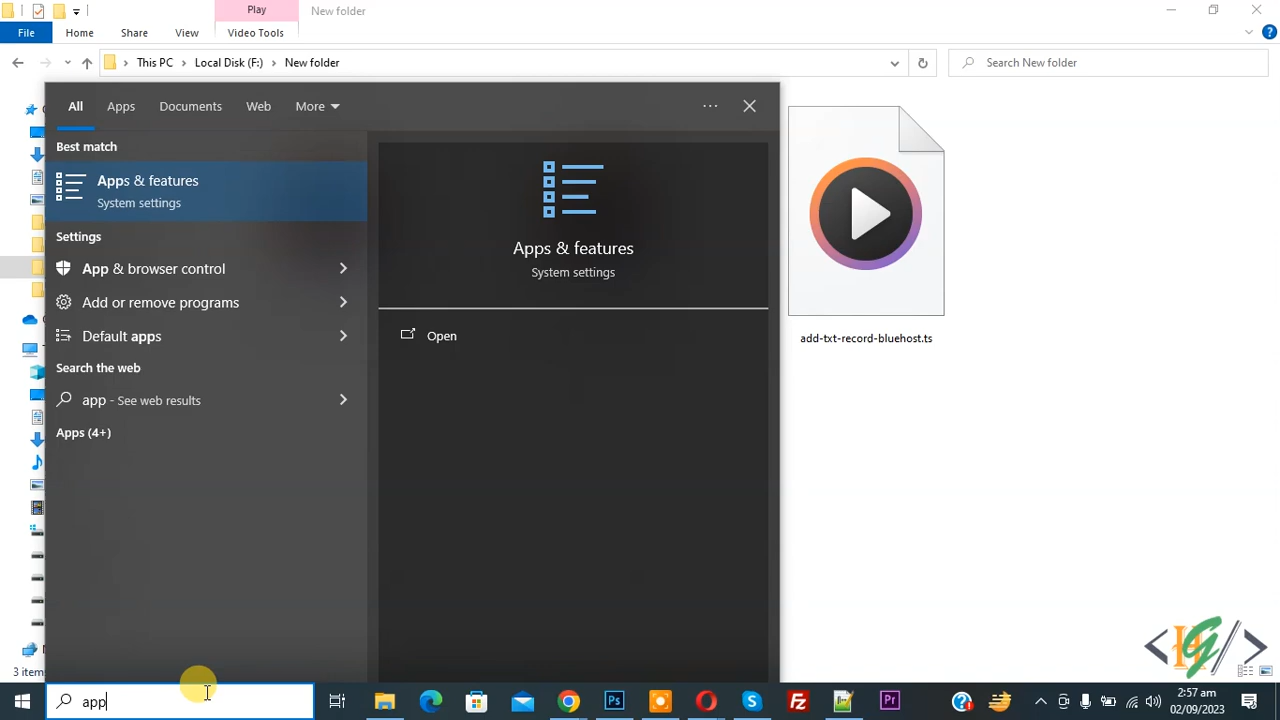 Play
New folder
File
Home
Share
View
Video Tools
This PC
Local Disk (F:)
New folder
Search New folder
All
Apps
Documents
Web
More
Best match
Apps & features
System settings
Settings
App & browser control
Add or remove programs
Default apps
Search the web
app - See web results
Apps (4+)
Apps & features
System settings
Open
add-txt-record-bluehost.ts
3 item
app
Ps
Fz
Pr
2:57 am
02/09/2023